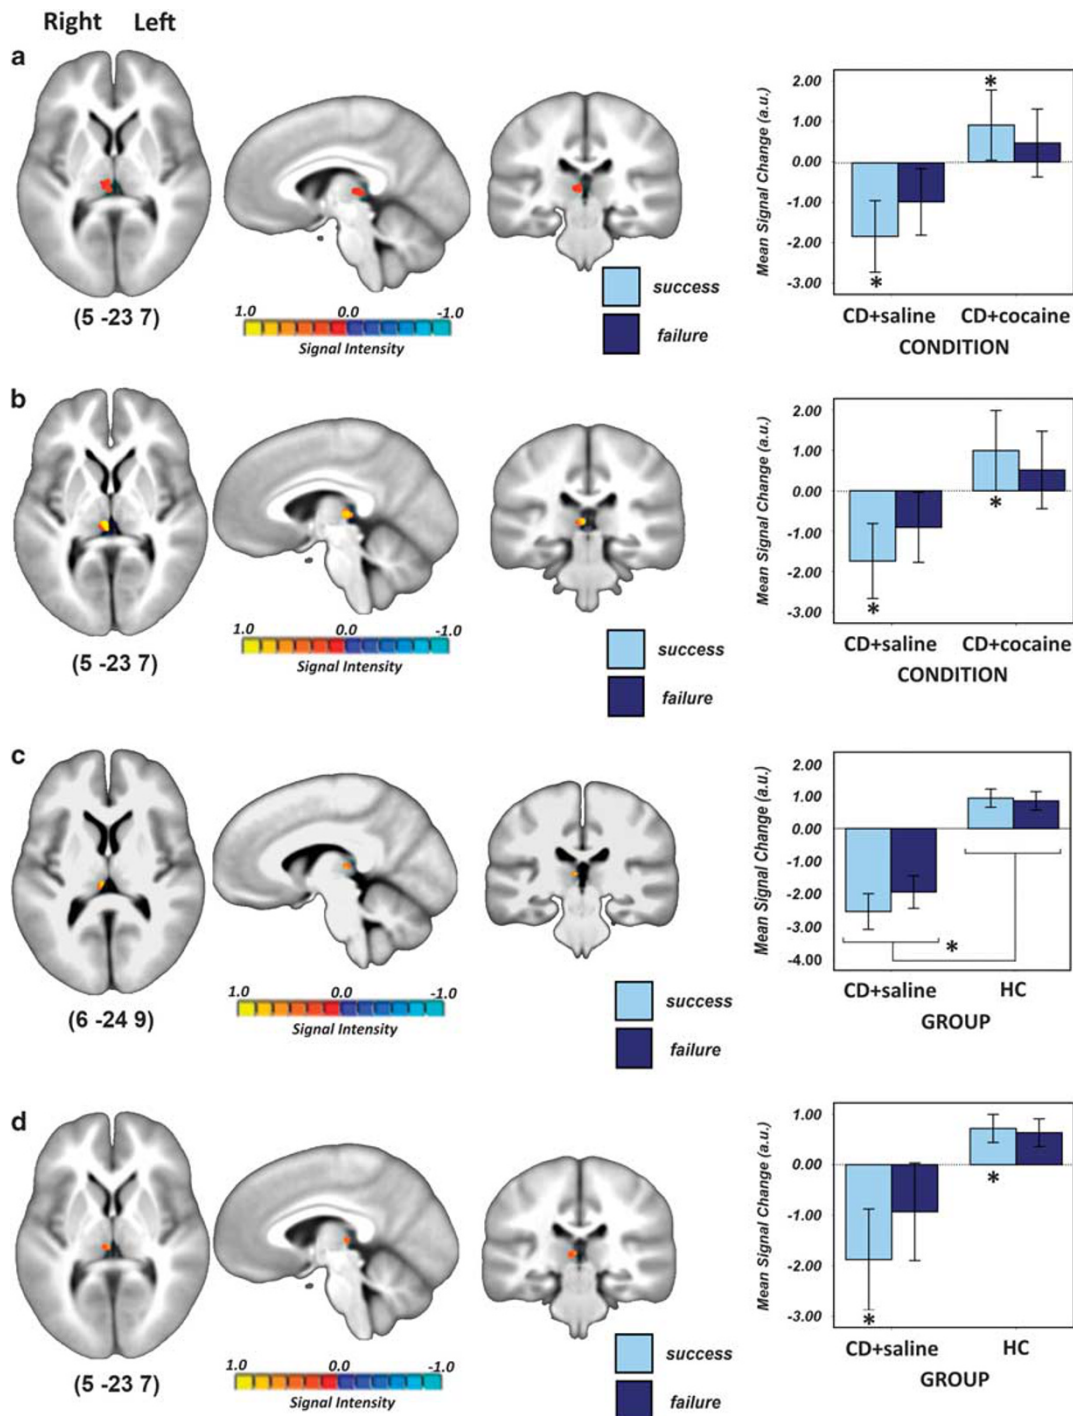 Right Left
a
(5 -23 7)
1.0 0.0 -1.0
Signal Intensity
success
failure
Mean Signal Change (a.u.)
2.00
1.00
0.00
-1.00
-2.00
-3.00
*
*
CD+saline CD+cocaine
CONDITION
b
(5 -23 7)
1.0 0.0 -1.0
Signal Intensity
success
failure
Mean Signal Change (a.u.)
2.00
1.00
0.00
-1.00
-2.00
-3.00
*
*
CD+saline CD+cocaine
CONDITION
c
(6 -24 9)
1.0 0.0 -1.0
Signal Intensity
success
failure
Mean Signal Change (a.u.)
2.00
1.00
0.00
-1.00
-2.00
-3.00
-4.00
*
CD+saline HC
GROUP
d
(5 -23 7)
1.0 0.0 -1.0
Signal Intensity
success
failure
Mean Signal Change (a.u.)
1.00
0.00
-1.00
-2.00
-3.00
*
*
CD+saline HC
GROUP